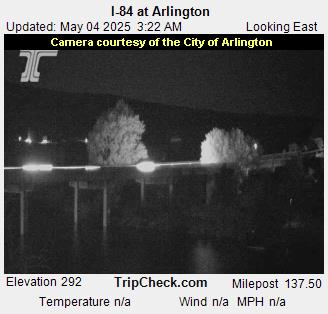 I-84 at Arlington
Updated: May 04 2025 3:22 AM Looking East
Camera courtesy of the City of Arlington
Elevation 292 TripCheck.com Milepost 137.50
Temperature n/a Wind n/a MPH n/a